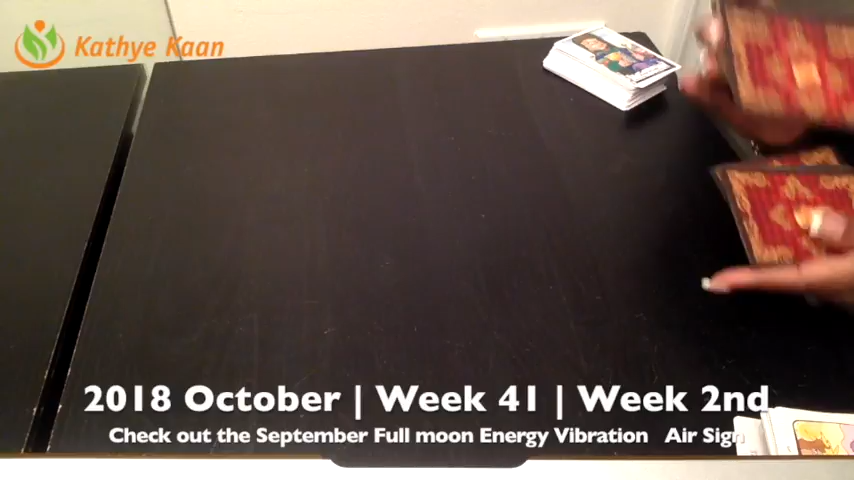 Kathye Kaan
2018 October | Week 41 | Week 2nd
Check out the September Full moon Energy Vibration Air Sign